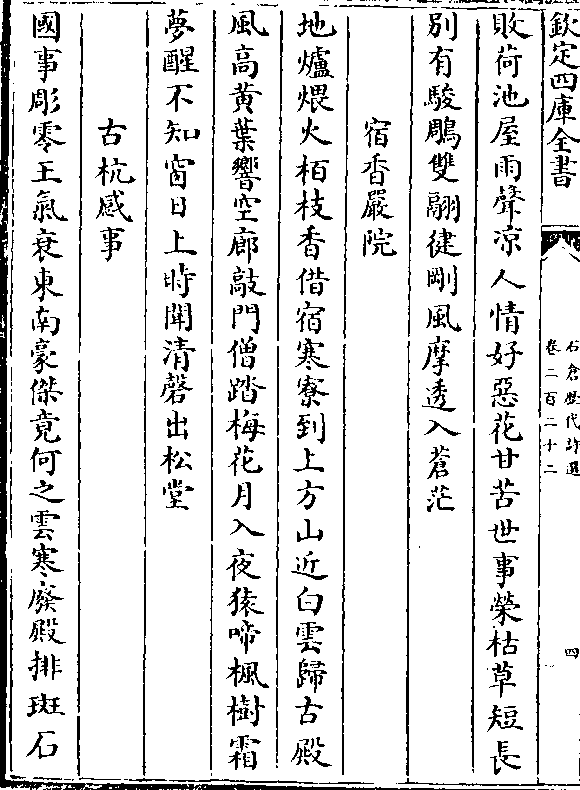 欽定四庫全書
石倉歷代詩選
卷二百二十二
四
敗荷池屋雨聲凉人情好惡花甘苦世事榮枯草短長
別有駿鵰雙翮健剛風摩透入蒼茫
宿香嚴院
地爐煨火栢枝香借宿寒寮到上方山近白雲歸古殿
風高黄葉響空廊敲門僧踏梅花月入夜猿啼楓樹霜
夢醒不知窗日上時聞清磬出松堂
古杭感事
國事彫零王氣衰東南豪傑竟何之雲寒廢殿排斑石